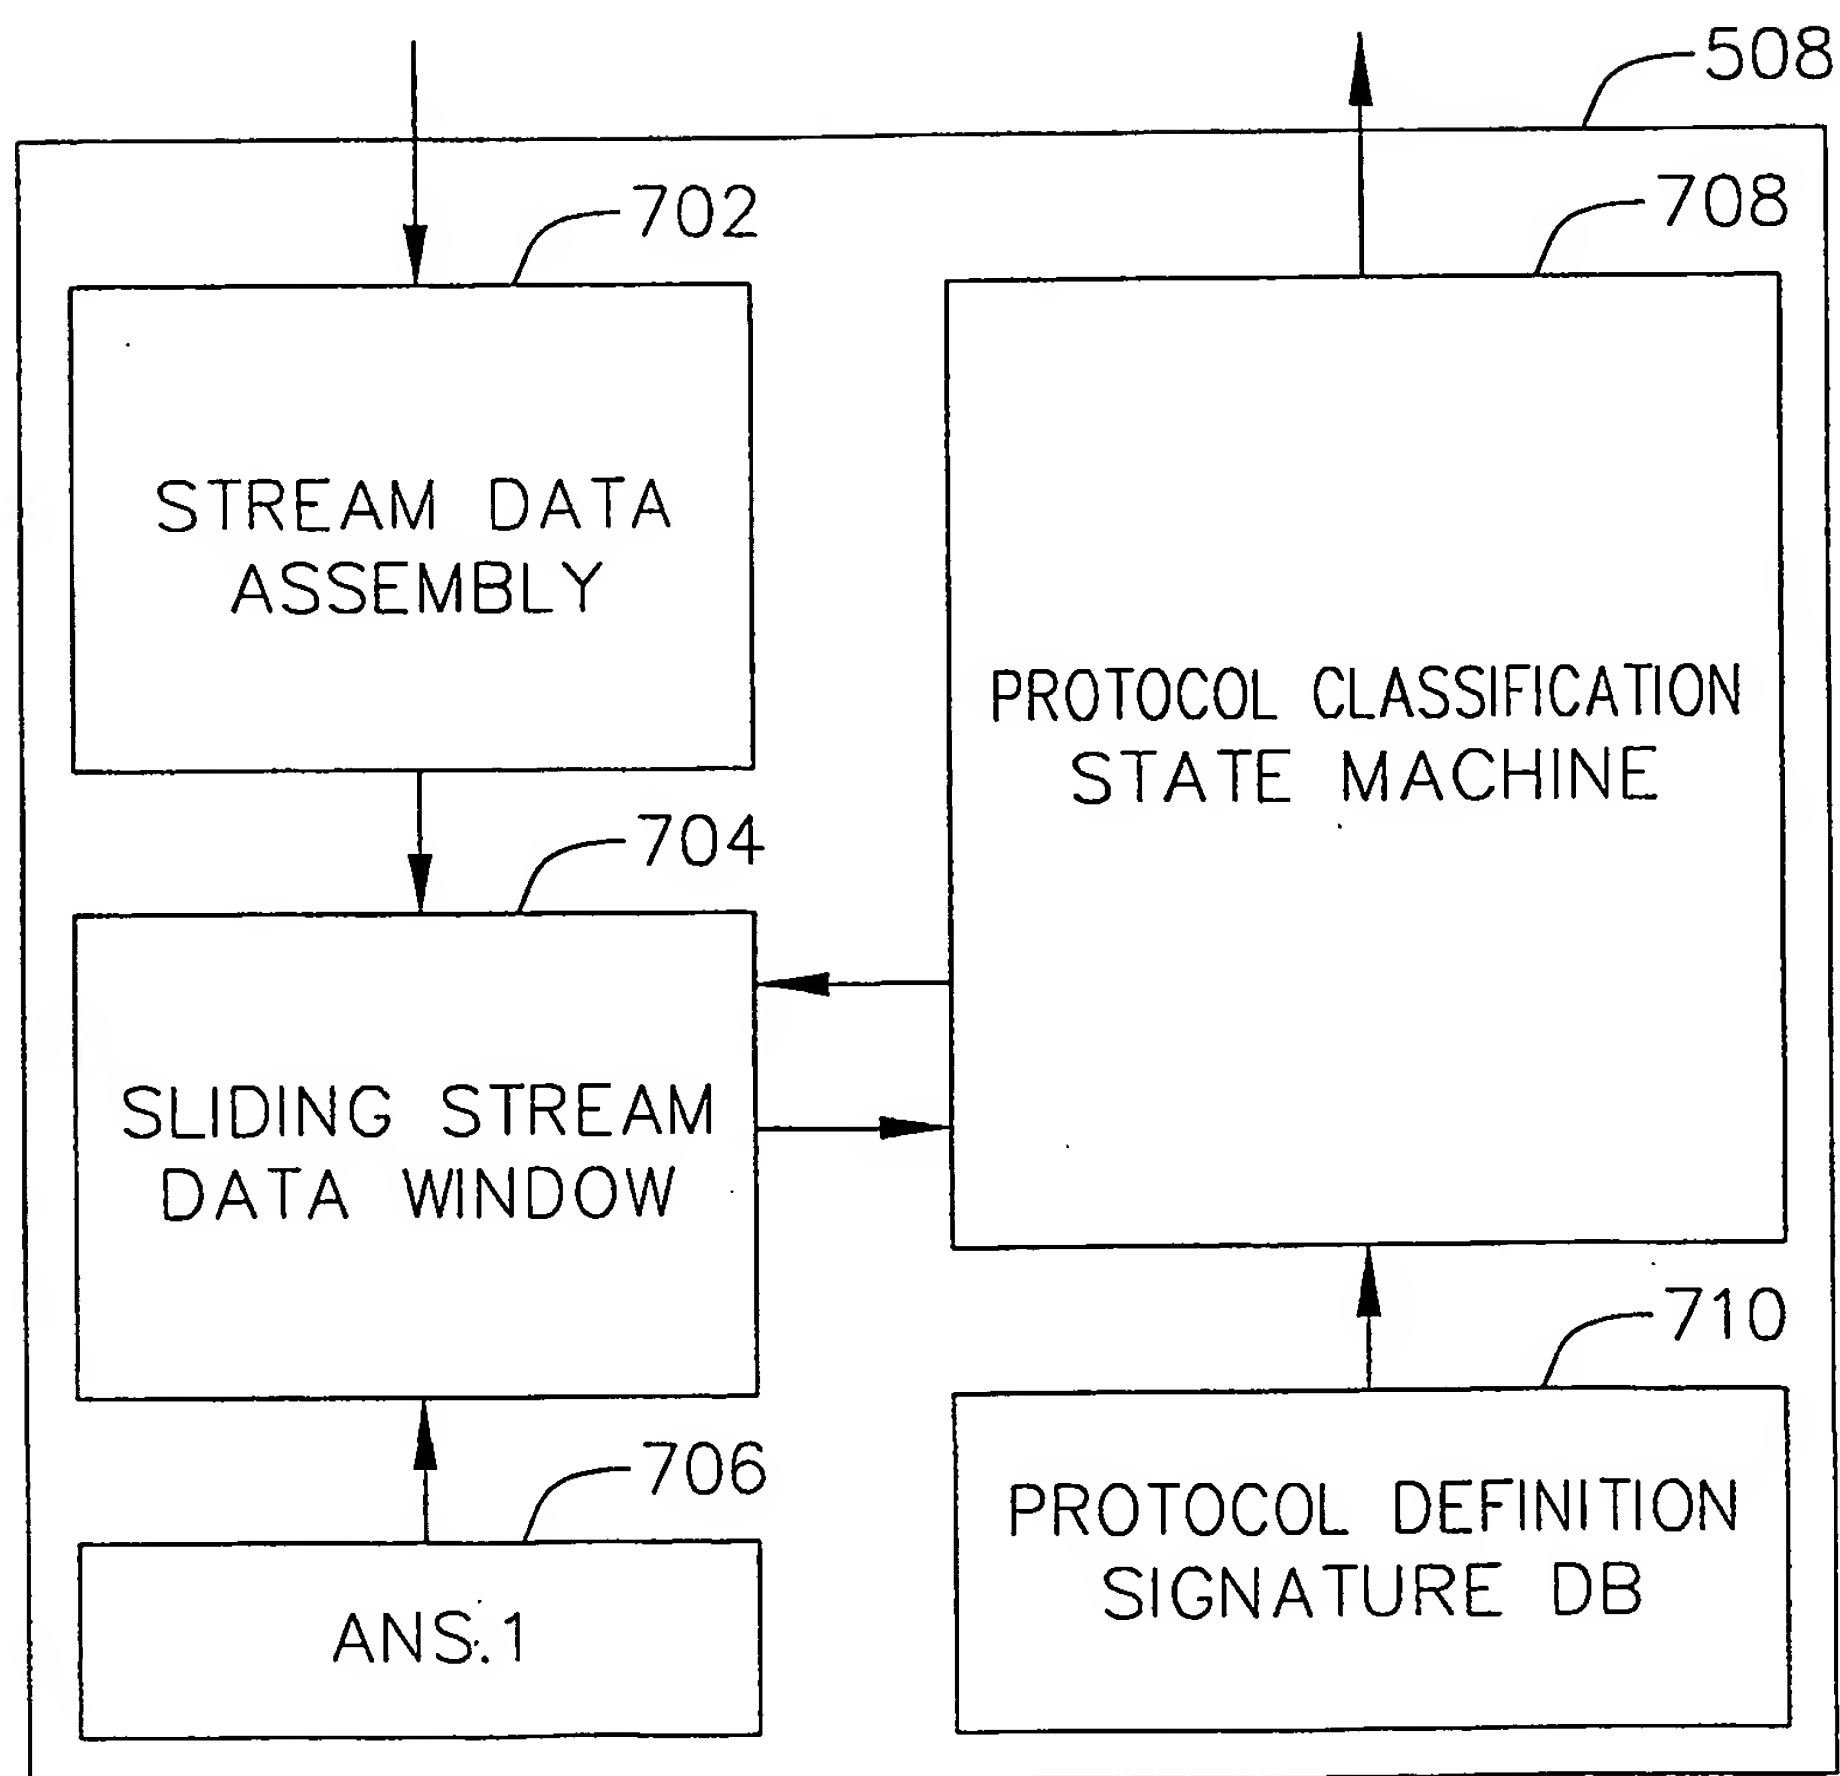 508
702
708
STREAM DATA
ASSEMBLY
PROTOCOL CLASSIFICATION
STATE MACHINE
704
SLIDING STREAM
DATA WINDOW
710
706
PROTOCOL DEFINITION
SIGNATURE DB
ANS.1